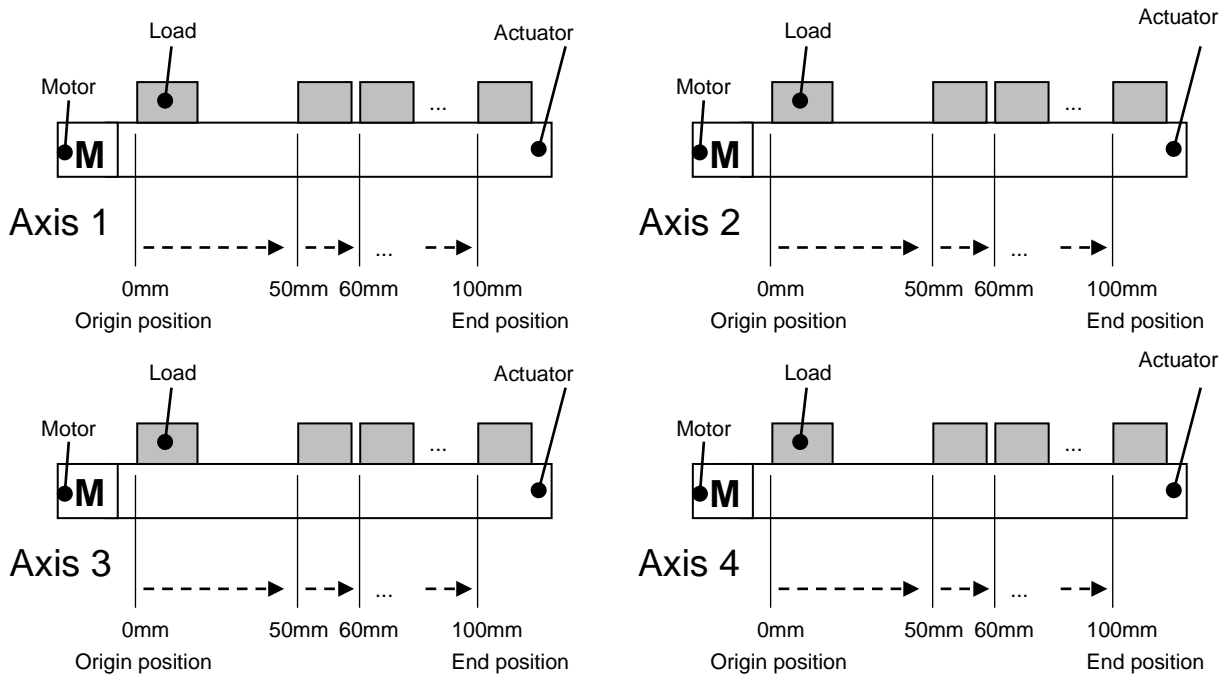 Load
Actuator
Motor
M
...
Axis 1
...
0mm 50mm 60mm 100mm
Origin position End position
Load
Actuator
Motor
M
...
Axis 2
...
0mm 50mm 60mm 100mm
Origin position End position
Load
Actuator
Motor
M
...
Axis 3
...
0mm 50mm 60mm 100mm
Origin position End position
Load
Actuator
Motor
M
...
Axis 4
...
0mm 50mm 60mm 100mm
Origin position End position